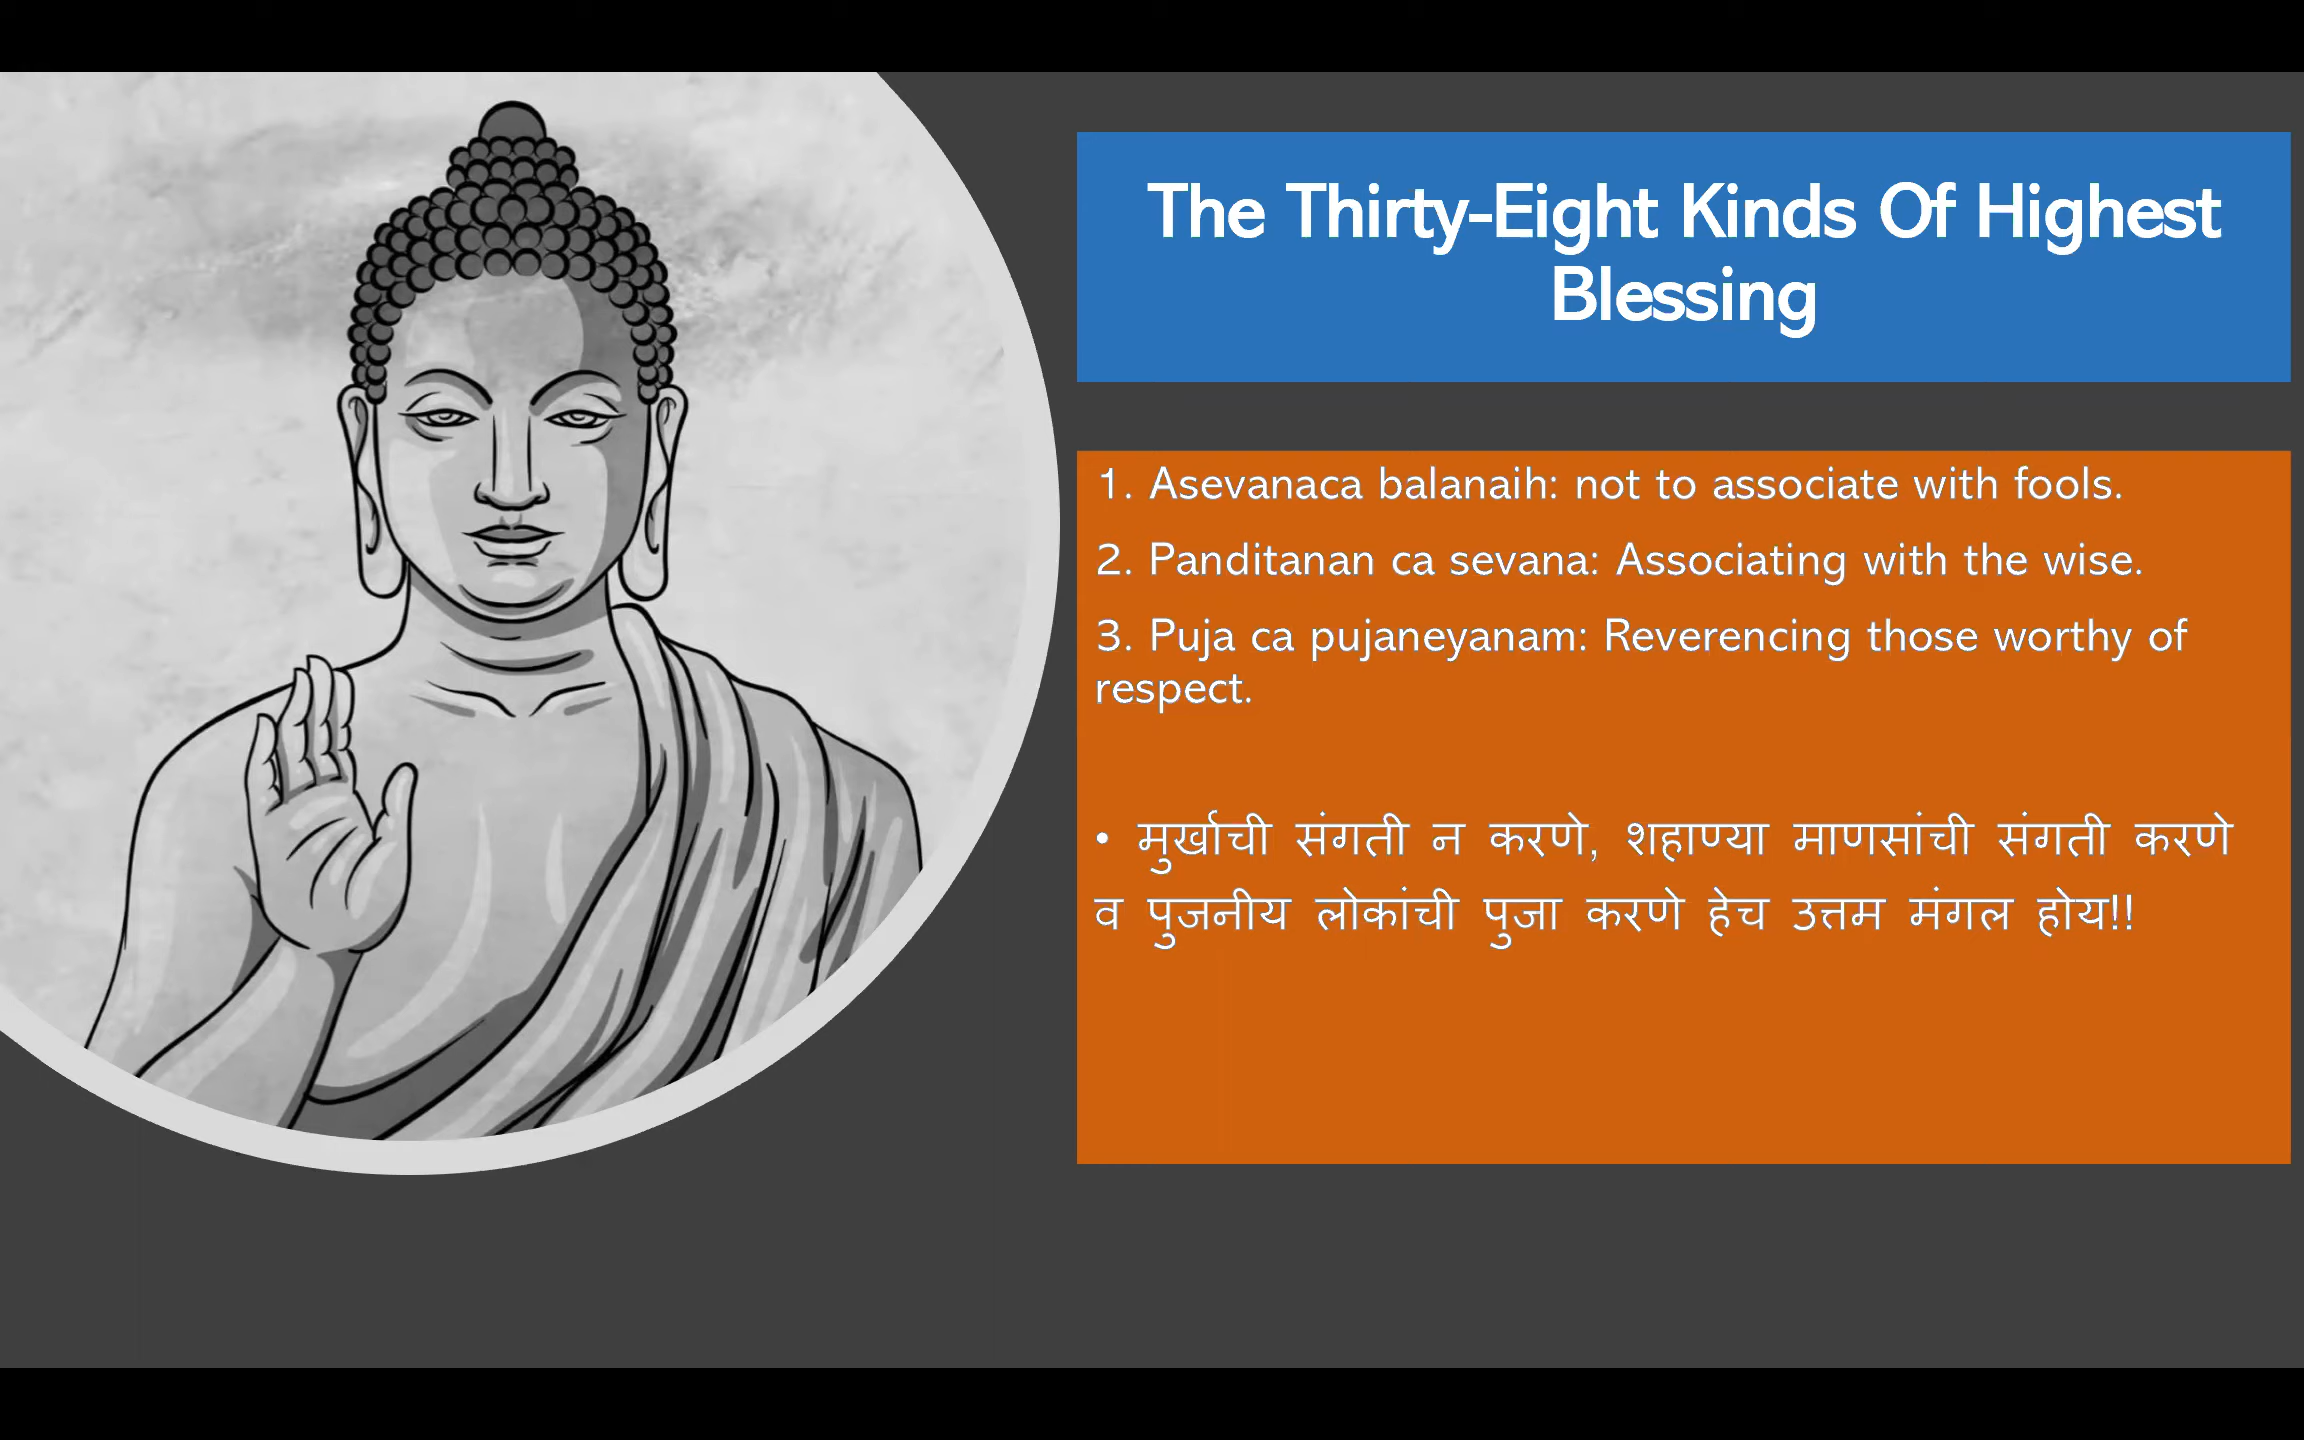 The Thirty-Eight Kinds Of Highest
Blessing
1. Asevanaca balanaih: not to associate with fools.
2. Panditanan ca sevana: Associating with the wise.
3. Puja ca pujaneyanam: Reverencing those worthy of
respect.
• मुर्खाची संगती न करणे, शहाण्या माणसांची संगती करणे
व पुजनीय लोकांची पुजा करणे हेच उत्तम मंगल होय!!